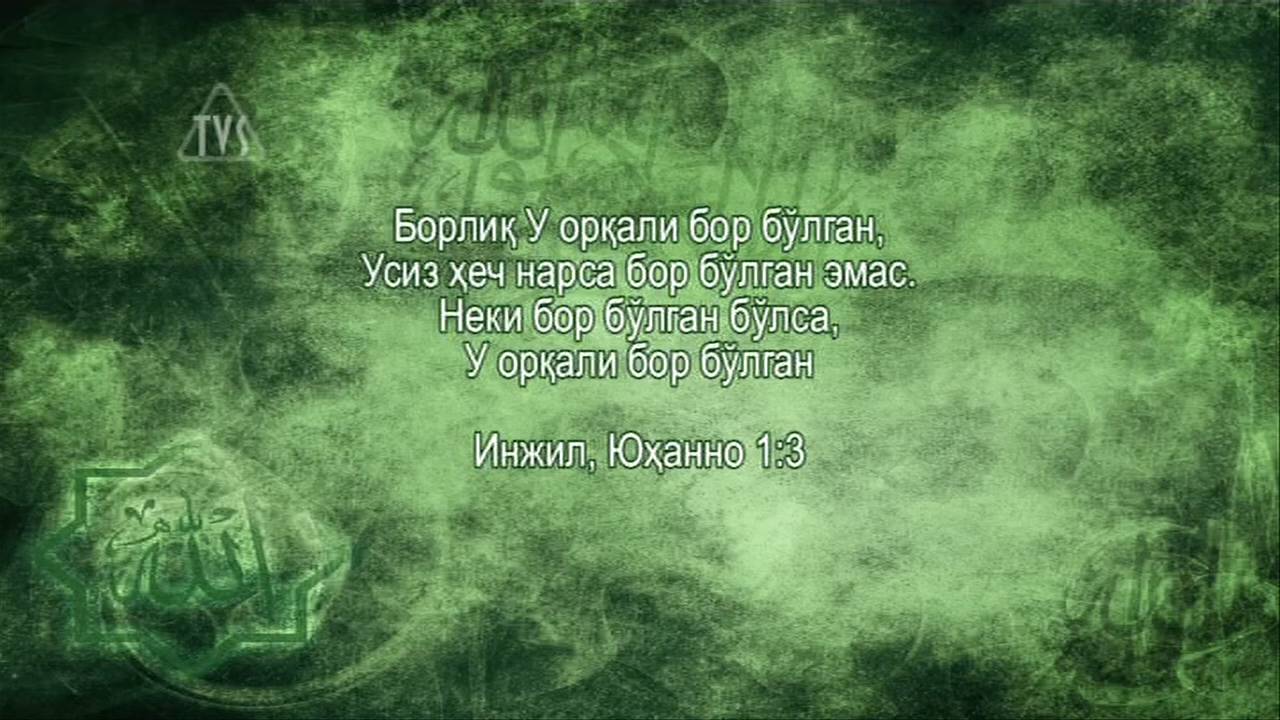 TVS
Борлиқ У орқали бор бўлган,
Усиз ҳеч нарса бор бўлган эмас.
Неки бор бўлган бўлса,
У орқали бор бўлган
Инжил, Юҳанно 1:3
الله